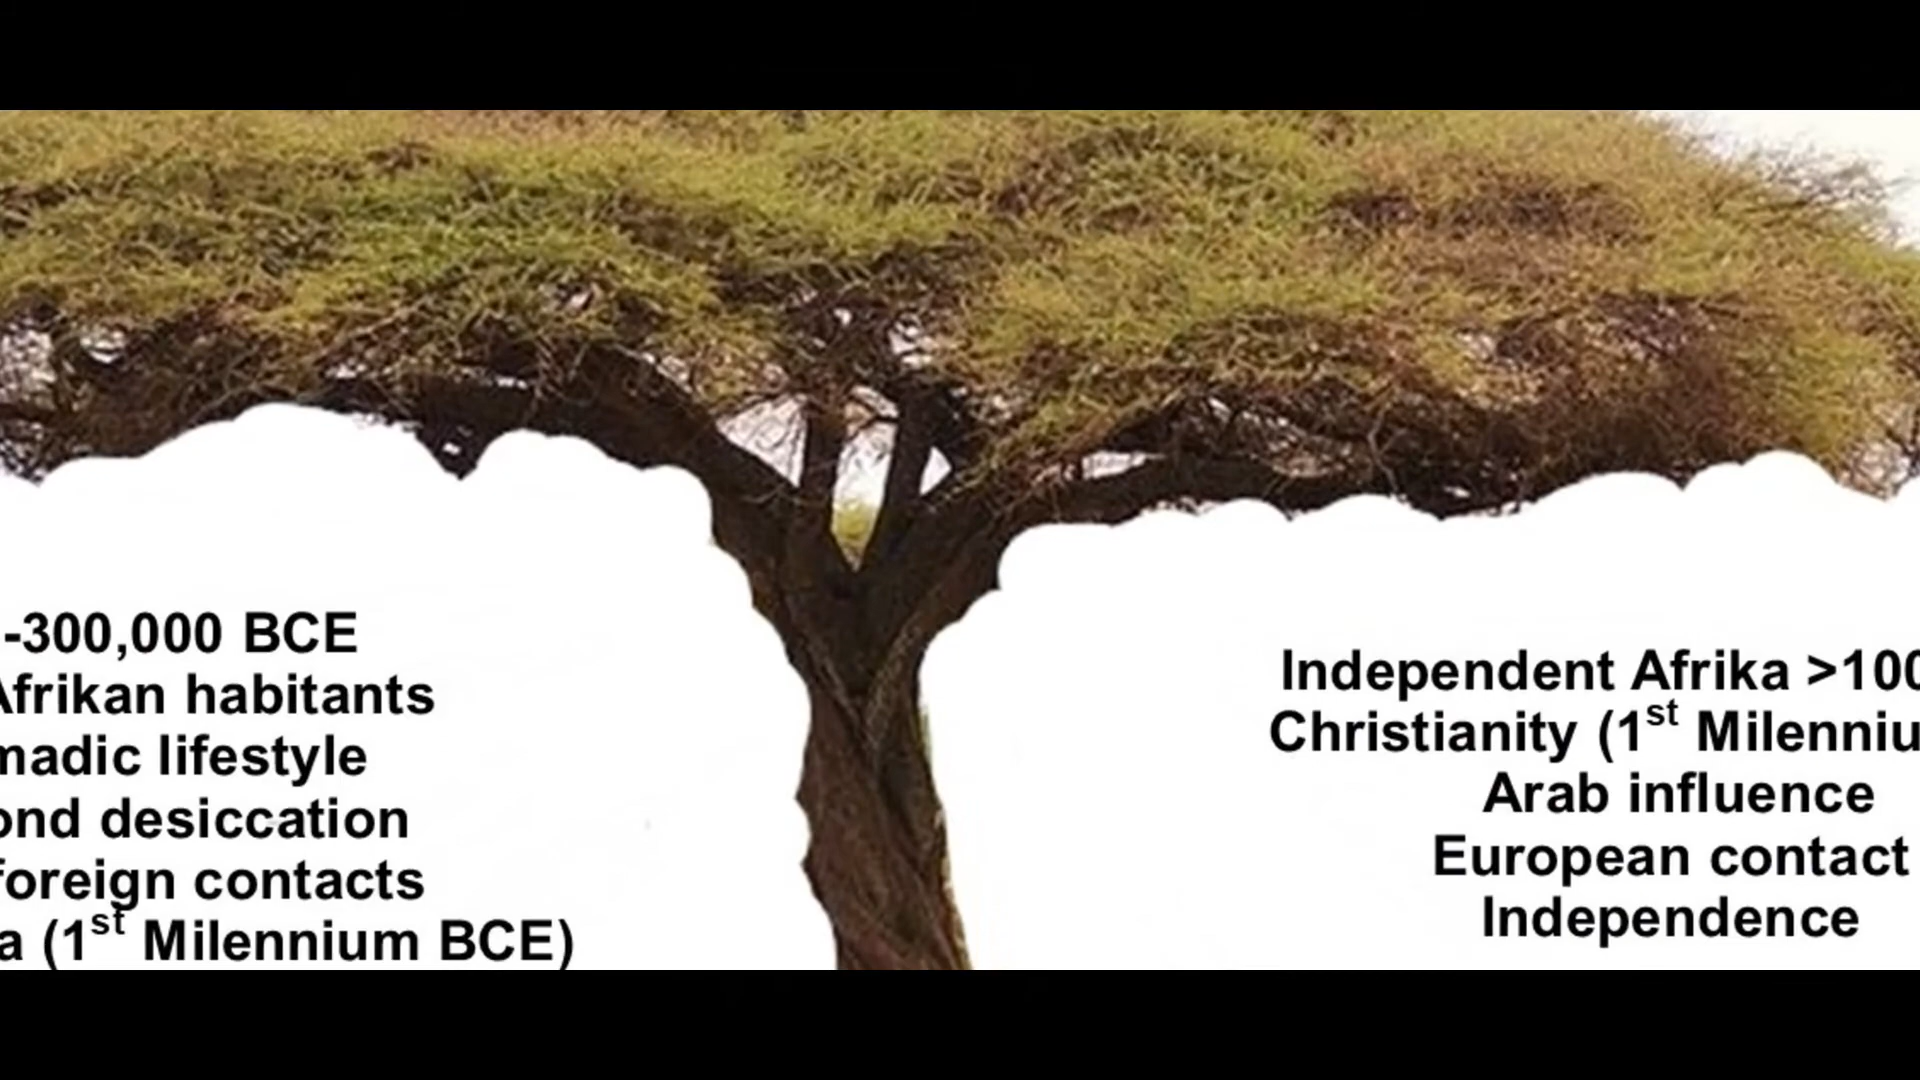 -300,000 BCE
Afrikan habitants
madic lifestyle
ond desiccation
foreign contacts
a (1st Milennium BCE)
Independent Afrika >100
Christianity (1st Milenniu
Arab influence
European contact
Independence